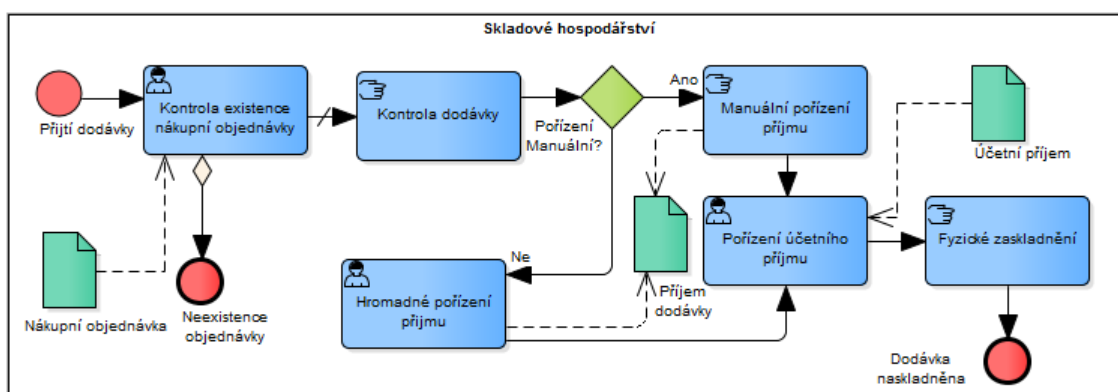 Skladové hospodářství
Přijtí dodávky
Kontrola existence
nákupní objednávky
Kontrola dodávky
Pořízení
Manuální?
Ano
Manuální pořízení
příjmu
Účetní příjem
Nákupní objednávka
Neexistence
objednávky
Ne
Hromadné pořízení
přijmu
Příjem
dodávky
Pořízení účetního
příjmu
Fyzické zaskladnění
Dodávka
naskladněna